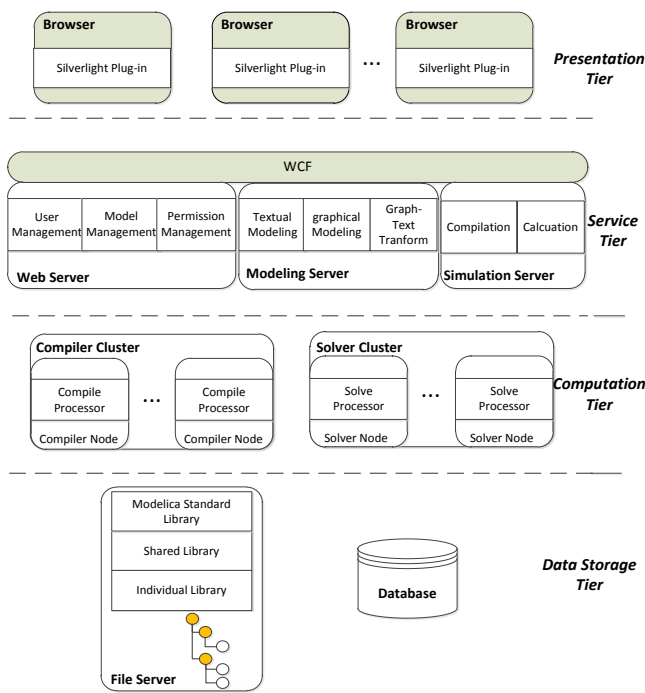 Browser
Browser
Browser
Silverlight Plug-in
Silverlight Plug-in
...
Silverlight Plug-in
Presentation
Tier
WCF
User
Management
Model
Management
Permission
Management
Textual
Modeling
graphical
Modeling
Graph-
Text
Tranform
Compilation
Calcuation
Service
Tier
Web Server
Modeling Server
Simulation Server
Compiler Cluster
Solver Cluster
Compile
Processor
...
Compile
Processor
Solve
Processor
...
Solve
Processor
Computation
Tier
Compiler Node
Compiler Node
Solver Node
Solver Node
Modelica Standard
Library
Shared Library
Individual Library
File Server
Database
Data Storage
Tier